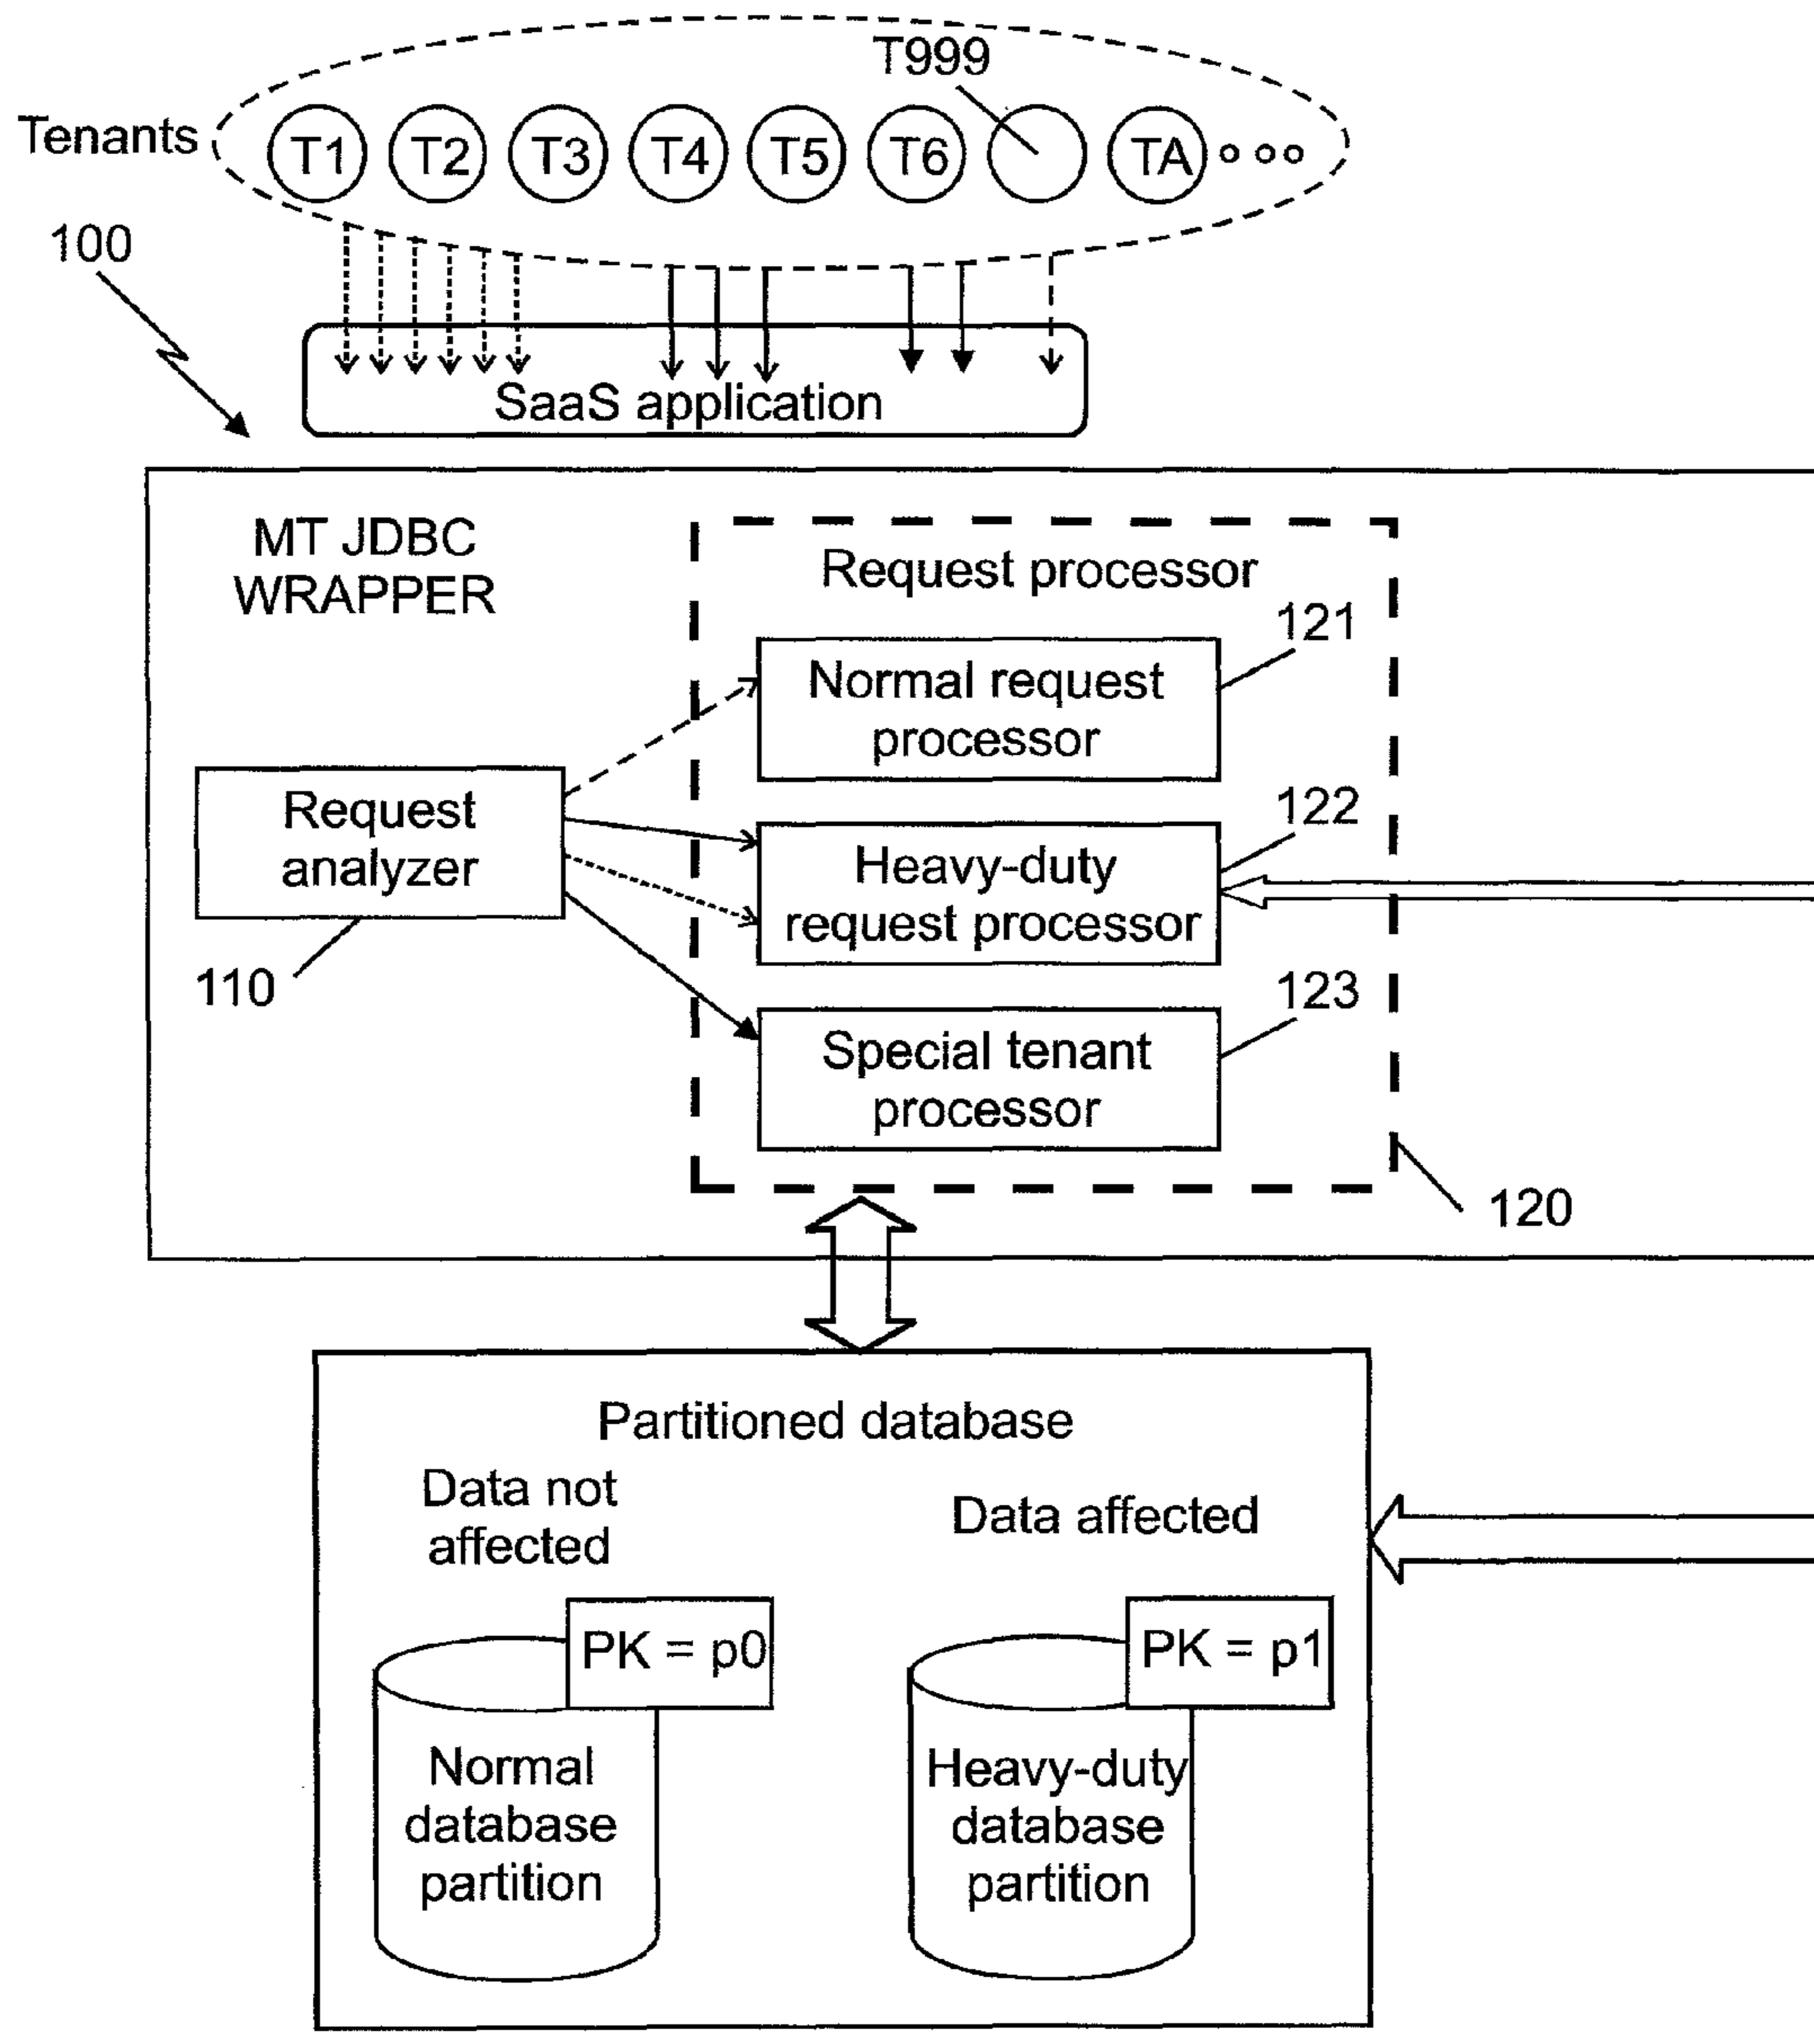 T999
Tenants
T1 T2 T3 T4 T5 T6 TA
100
SaaS application
MT JDBC
WRAPPER
Request processor
121
Normal request
processor
Request
analyzer
110
122
Heavy-duty
request processor
123
Special tenant
processor
120
Partitioned database
Data not
affected
Data affected
PK = p0
PK = p1
Normal
database
partition
Heavy-duty
database
partition